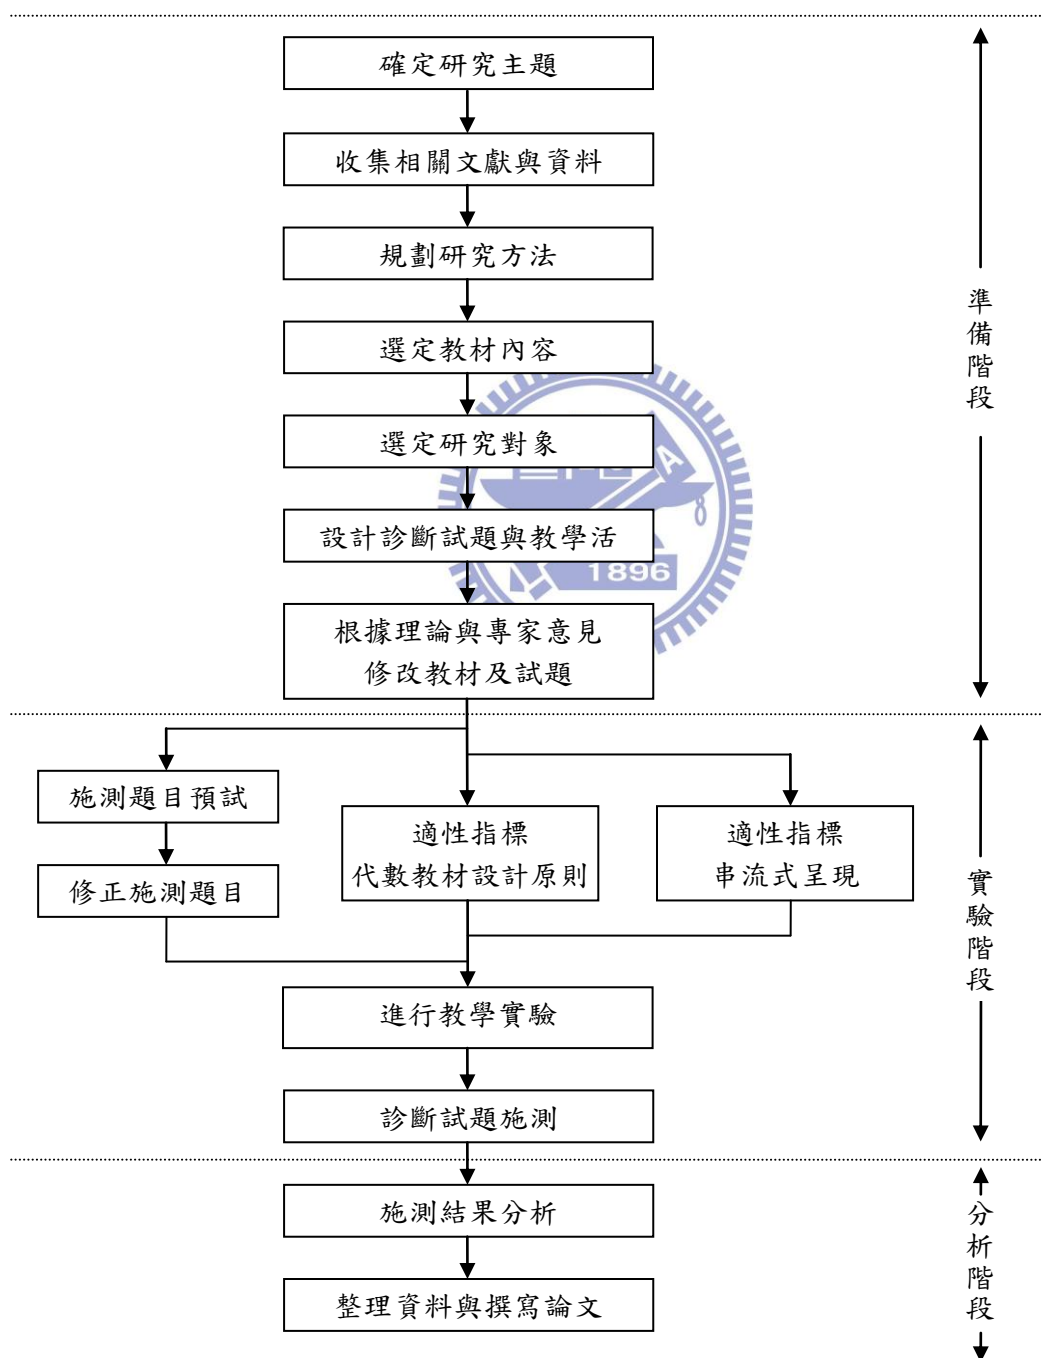 確定研究主題
收集相關文獻與資料
規劃研究方法
選定教材內容
選定研究對象
設計診斷試題與教學活
根據理論與專家意見
修改教材及試題
準備階段
施測題目預試
修正施測題目
適性指標
代數教材設計原則
適性指標
串流式呈現
進行教學實驗
診斷試題施測
實驗階段
施測結果分析
整理資料與撰寫論文
分析階段
A
1896